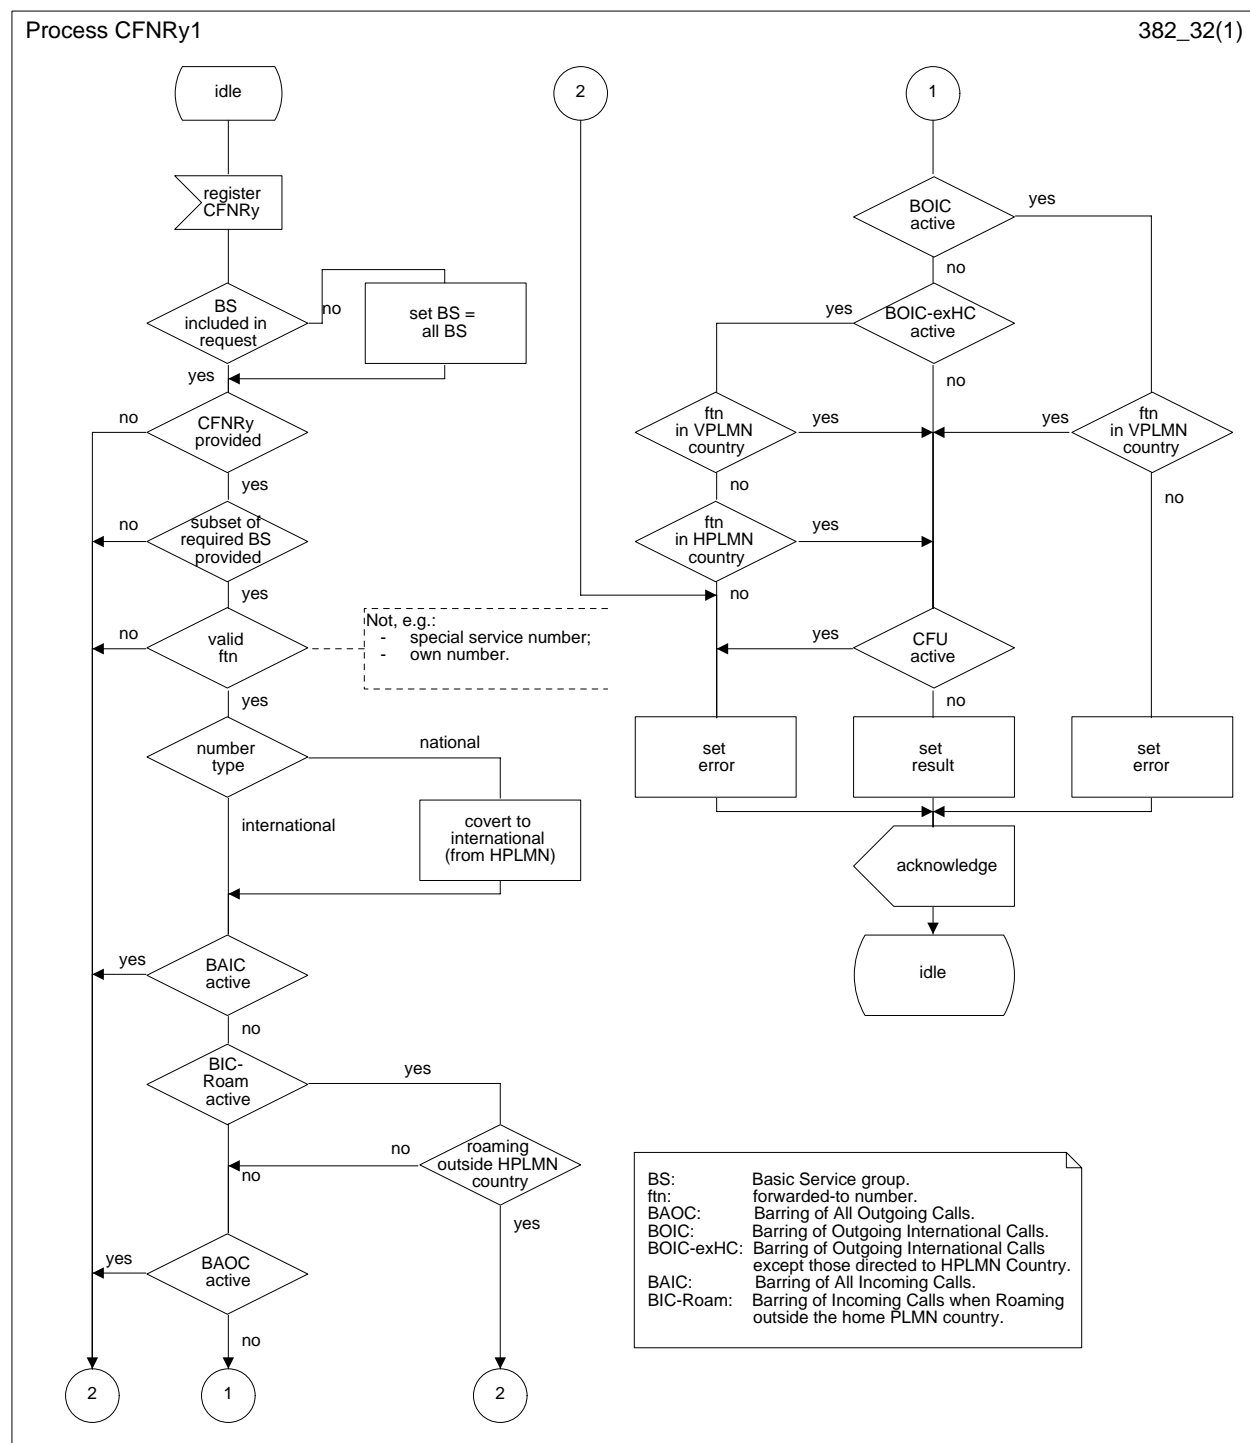 Process CFNRy1
382_32(1)
idle
register
CFNRy
BS
included in
request
no
set BS =
all BS
yes
no
CFNRy
provided
yes
no
subset of
required BS
provided
yes
no
valid
ftn
Not, e.g.:
- special service number;
- own number.
yes
number
type
national
international
covert to
international
(from HPLMN)
yes
BAIC
active
no
BIC-
Roam
active
yes
no
roaming
outside HPLMN
country
no
yes
yes
BAOC
active
no
2
1
2
2
1
BOIC
active
yes
no
yes
BOIC-exHC
active
no
ftn
in VPLMN
country
yes
yes
ftn
in VPLMN
country
no
no
ftn
in HPLMN
country
yes
no
yes
CFU
active
no
set
error
set
result
set
error
acknowledge
idle
BS: Basic Service group.
ftn: forwarded-to number.
BAOC: Barring of All Outgoing Calls.
BOIC: Barring of Outgoing International Calls.
BOIC-exHC: Barring of Outgoing International Calls
except those directed to HPLMN Country.
BAIC: Barring of All Incoming Calls.
BIC-Roam: Barring of Incoming Calls when Roaming
outside the home PLMN country.